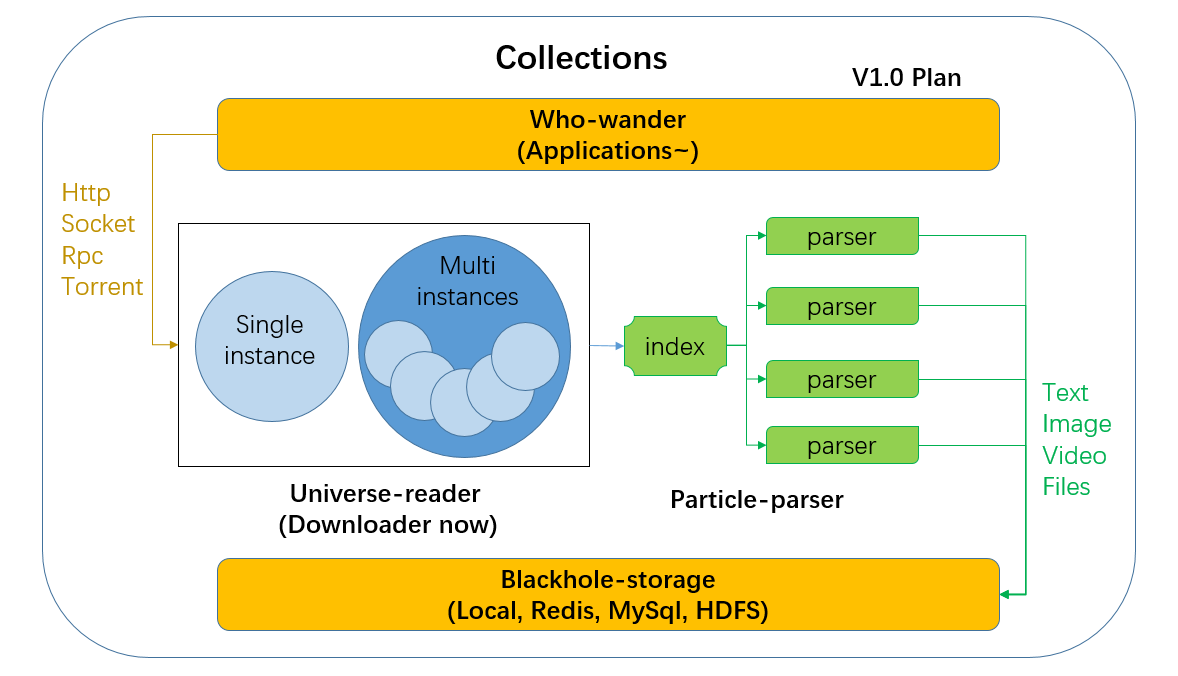 Collections
V1.0 Plan
Who-wander
(Applications~)
Http
Socket
Rpc
Torrent
Single
instance
Multi
instances
index
parser
parser
parser
parser
Text
Image
Video
Files
Universe-reader
(Downloader now)
Particle-parser
Blackhole-storage
(Local, Redis, MySql, HDFS)